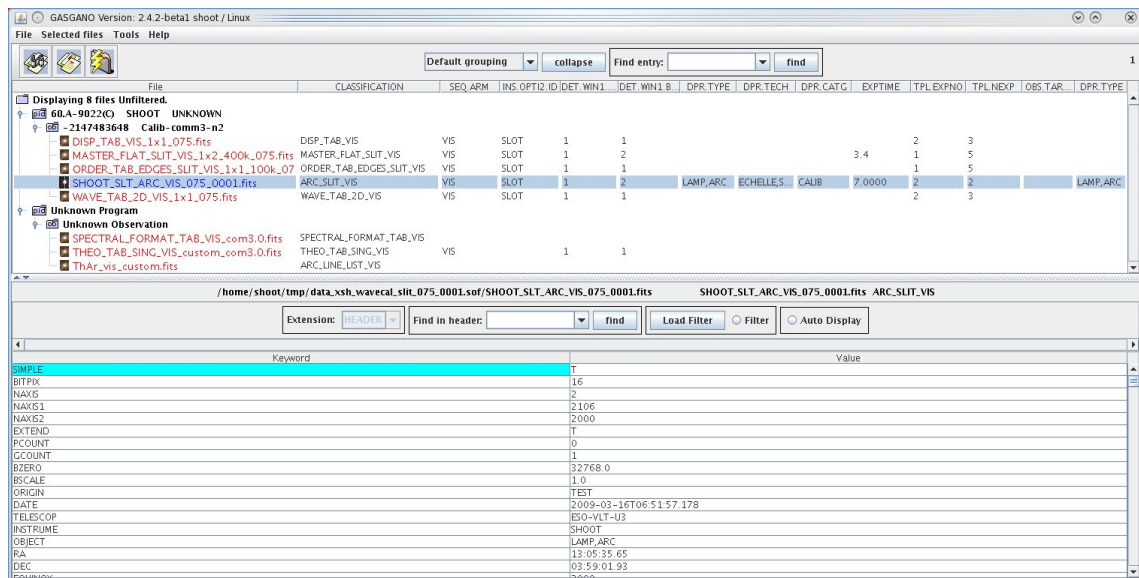 GASGANO Version: 2.4.2-beta1 shoot / Linux
File Selected files Tools Help
Default grouping collapse Find entry: find 1
File CLASSIFICATION SEQ.ARM INS.OPTI2.ID DET.WIN1.... DET.WIN1.B... DPR.TYPE DPR.TECH DPR.CATG EXPTIME TPL.EXPNO TPL.NEXP OBS.TAR... DPR.TYPE
Displaying 8 files Unfiltered.
60.A-9022(C) SHOOT UNKNOWN
-2147483648 Calib-comm3-n2
DISP_TAB_VIS_1x1_075.fits DISP_TAB_VIS VIS SLOT 1 1 2 3
MASTER_FLAT_SLIT_VIS_1x2_400k_075.fits MASTER_FLAT_SLIT_VIS VIS SLOT 1 2 3.4 1 5
ORDER_TAB_EDGES_SLIT_VIS_1x1_100k_07 ORDER_TAB_EDGES_SLIT_VIS VIS SLOT 1 1 1 5
SHOOT_SLT_ARC_VIS_075_0001.fits ARC_SLIT_VIS VIS SLOT 1 2 LAMP,ARC ECHELLE,S... CALIB 7.0000 2 2 LAMP,ARC
WAVE_TAB_2D_VIS_1x1_075.fits WAVE_TAB_2D_VIS VIS SLOT 1 1 2 3
Unknown Program
Unknown Observation
SPECTRAL_FORMAT_TAB_VIS_com3.0.fits SPECTRAL_FORMAT_TAB_VIS
THEO_TAB_SING_VIS_custom_com3.0.fits THEO_TAB_SING_VIS VIS 1 1
ThAr_vis_custom.fits ARC_LINE_LIST_VIS
/home/shoot/tmp/data_xsh_wavecal_slit_075_0001.sof/SHOOT_SLT_ARC_VIS_075_0001.fits SHOOT_SLT_ARC_VIS_075_0001.fits ARC_SLIT_VIS
Extension: HEADER Find in header: find Load Filter Filter Auto Display
Keyword Value
SIMPLE T
BITPIX 16
NAXIS 2
NAXIS1 2106
NAXIS2 2000
EXTEND T
PCOUNT 0
GCOUNT 1
BZERO 32768.0
BSCALE 1.0
ORIGIN TEST
DATE 2009-03-16T06:51:57.178
TELESCOP ESO-VLT-U3
INSTRUME SHOOT
OBJECT LAMP,ARC
RA 13:05:35.65
DEC 03:59:01.93
EQUINOX 2000